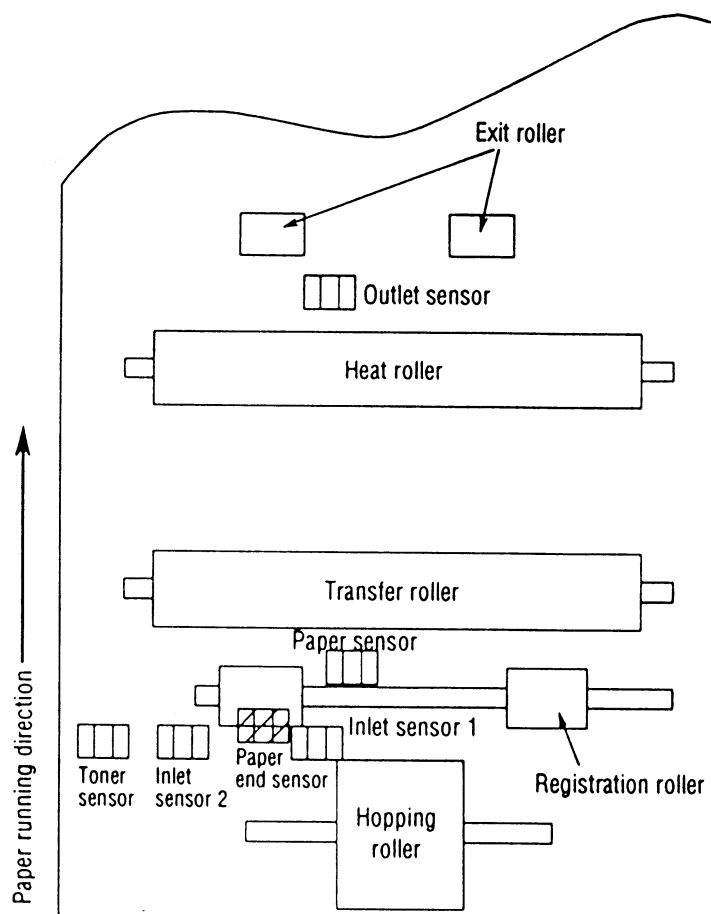 Exit roller
Outlet sensor
Heat roller
Transfer roller
Paper sensor
Inlet sensor 1
Toner
sensor
Inlet
sensor 2
Paper
end sensor
Registration roller
Hopping
roller
Paper running direction